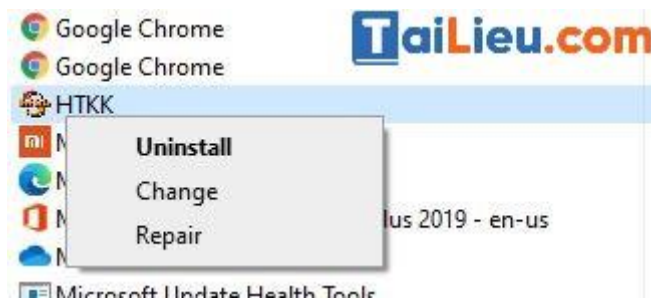 Google Chrome
TaiLieu.com
Google Chrome
HTKK
Uninstall
Change
Repair
lus 2019 - en-us
Microsoft Update Health Tools